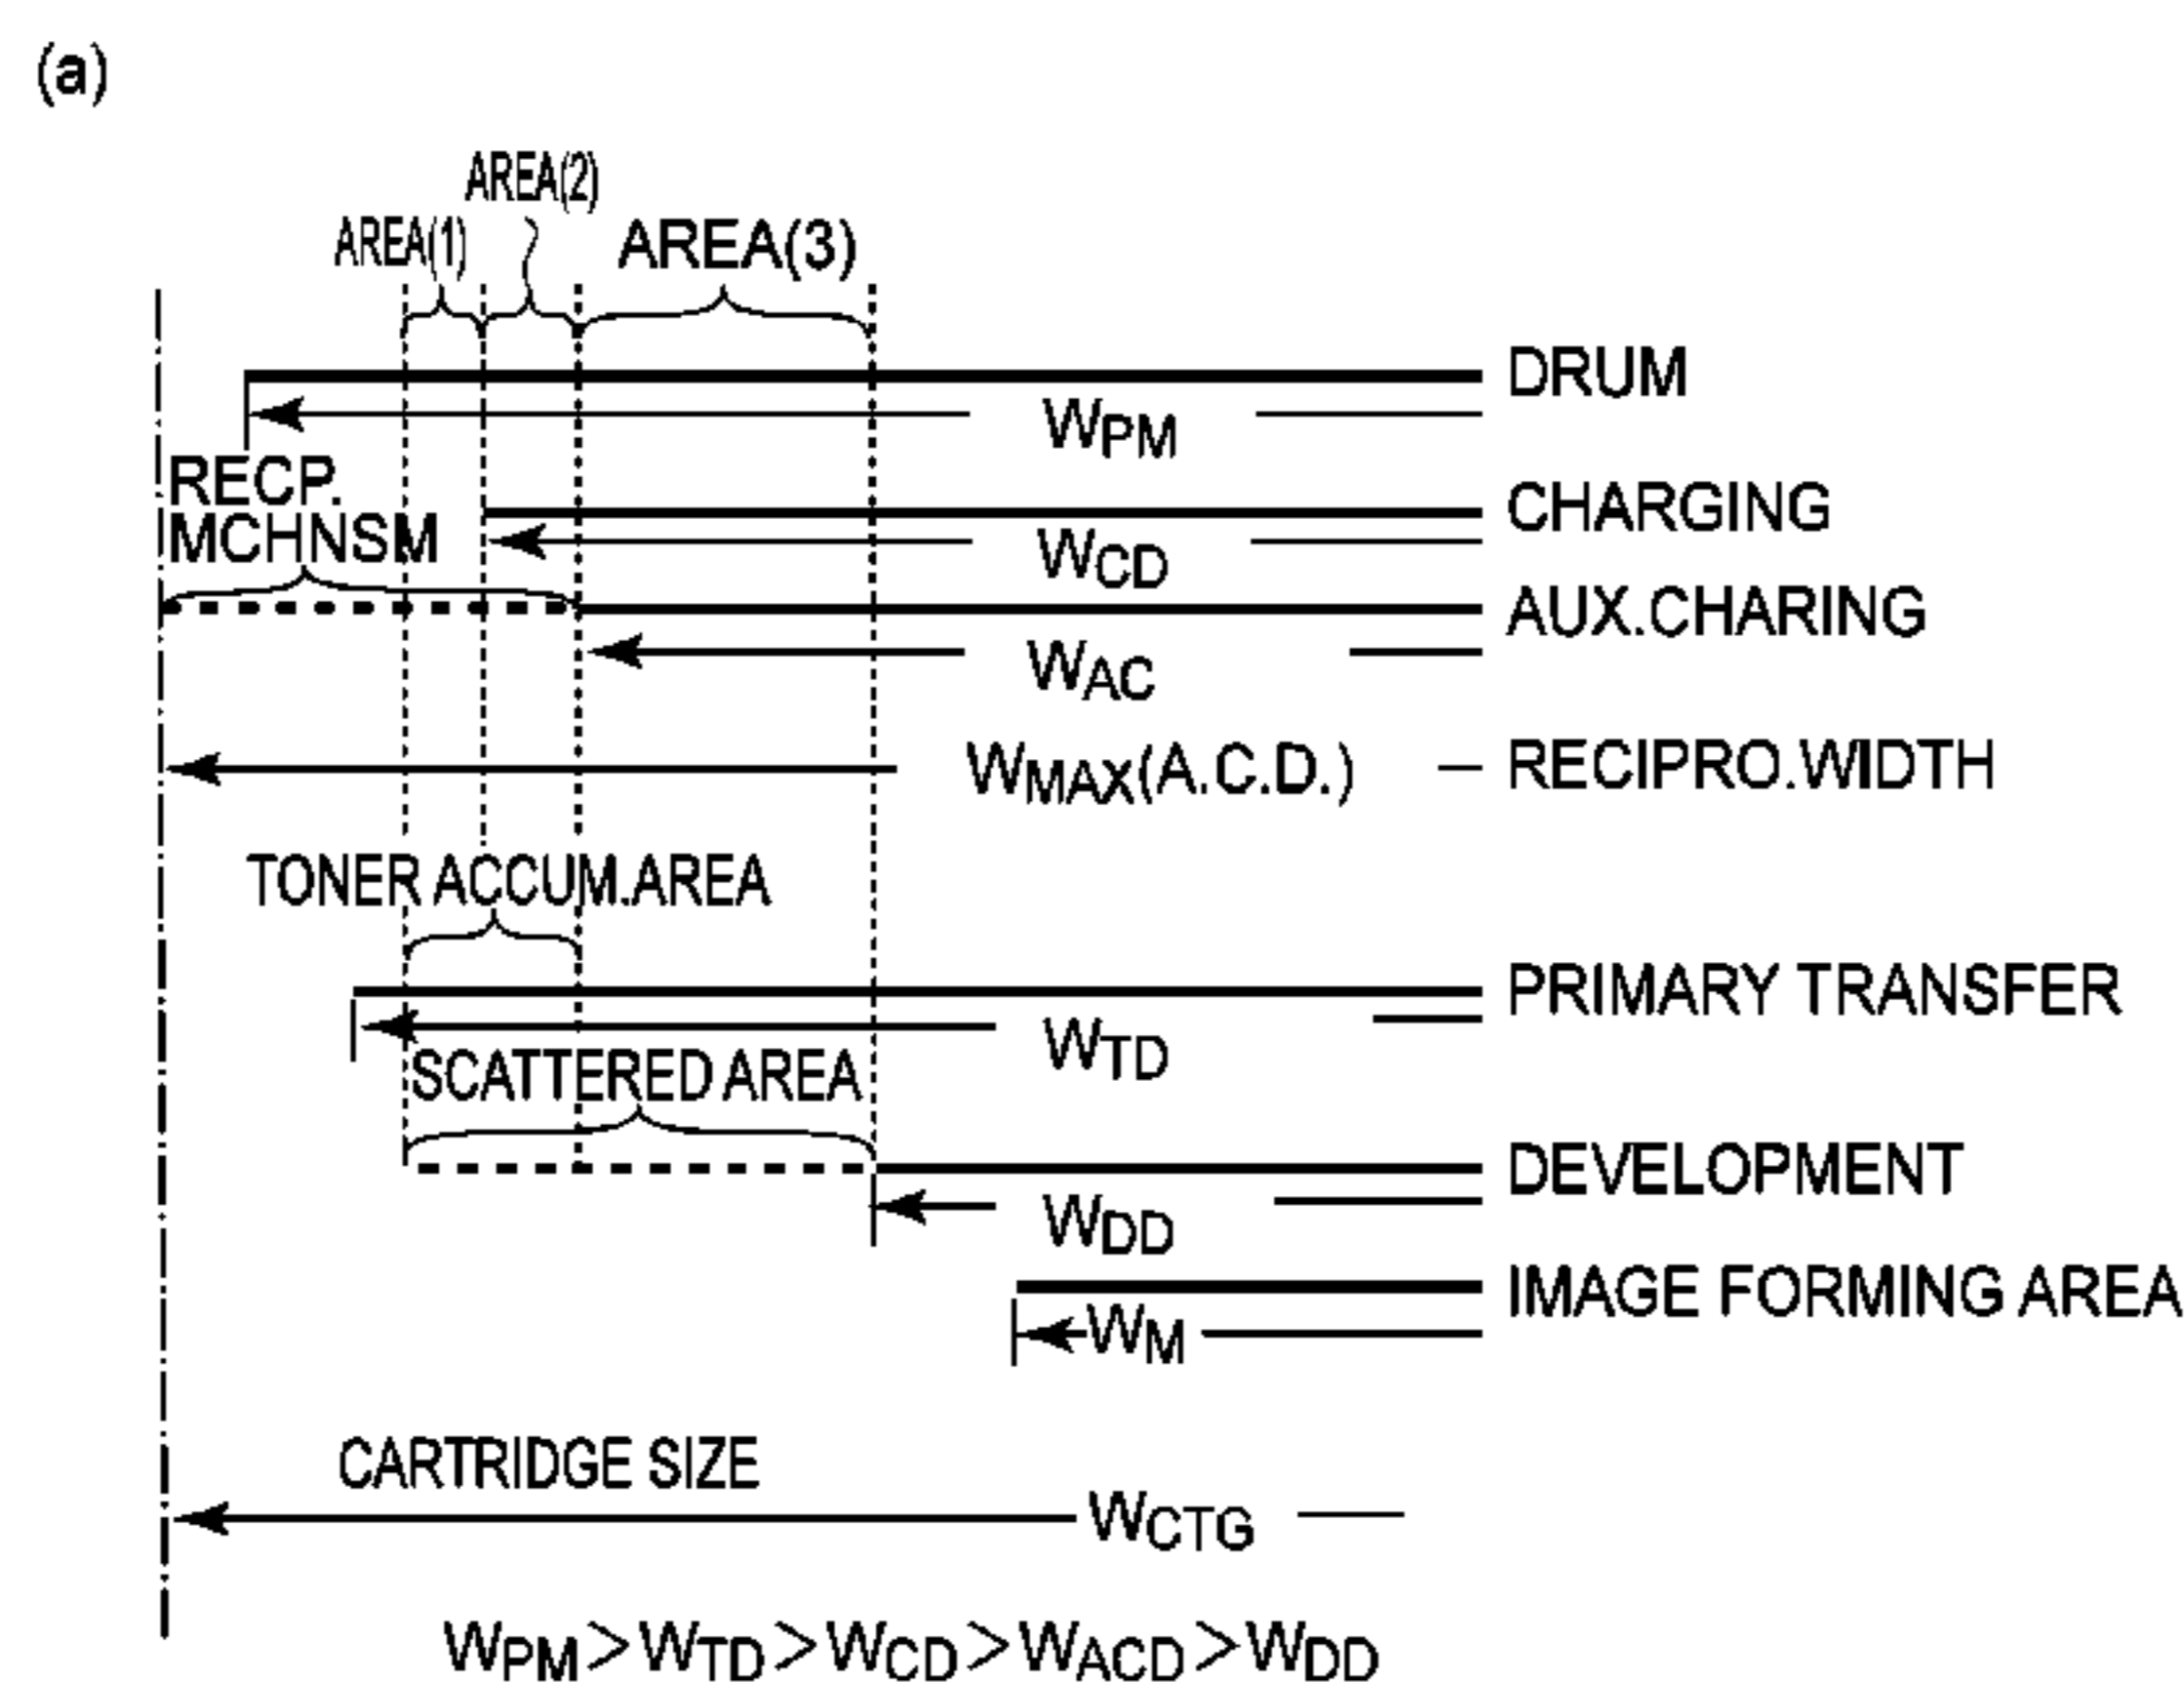 (a)
AREA(2)
AREA(1)
AREA(3)
DRUM
WPM
RECP.
MCHNSM
CHARGING
WCD
AUX.CHARING
WAC
WMAX(A.C.D.)
RECIPRO.WIDTH
TONER ACCUM.AREA
PRIMARY TRANSFER
WTD
SCATTERED AREA
DEVELOPMENT
WDD
IMAGE FORMING AREA
WM
CARTRIDGE SIZE
WCTG
WPM>WTD>WCD>WACD>WDD